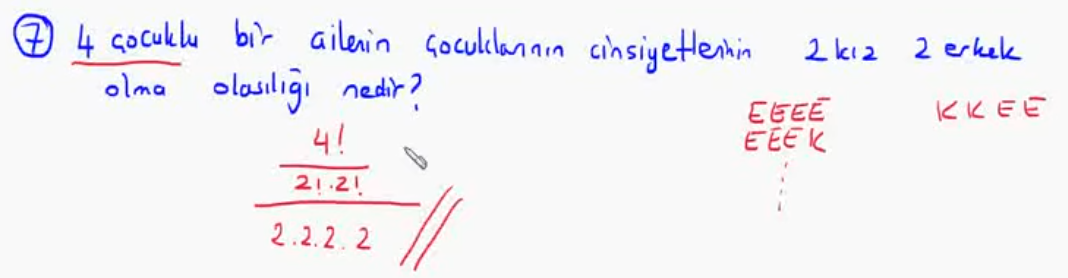 7 4 çocuklu bir ailenin çocuklarının cinsiyetlerinin 2 kız 2 erkek
olma olasılığı nedir?
EEEE
EEEK
KKEE
4!
2!.2!
2.2.2.2